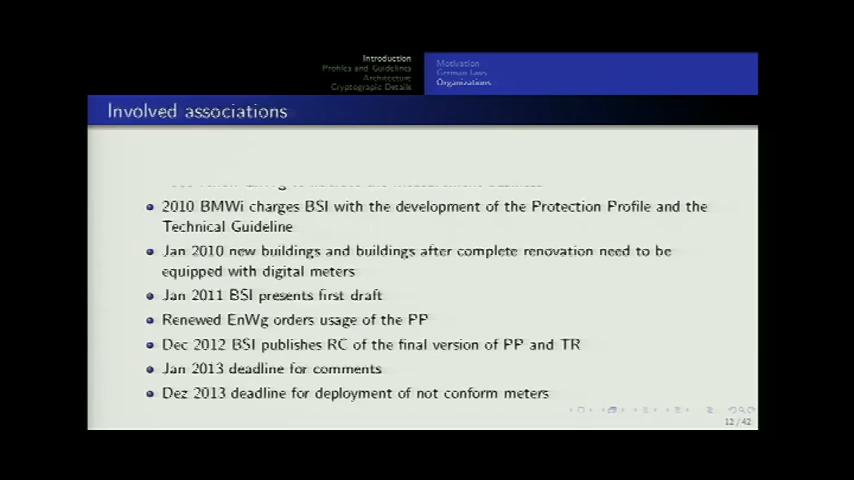 Introduction
Profiles and Guidelines
Architecture
Cryptograpic Details
Motivation
German laws
Organizations
Involved associations
2010 BMWi charges BSI with the development of the Protection Profile and the
Technical Guideline
Jan 2010 new buildings and buildings after complete renovation need to be
equipped with digital meters
Jan 2011 BSI presents first draft
Renewed EnWg orders usage of the PP
Dec 2012 BSI publishes RC of the final version of PP and TR
Jan 2013 deadline for comments
Dez 2013 deadline for deployment of not conform meters
12/42